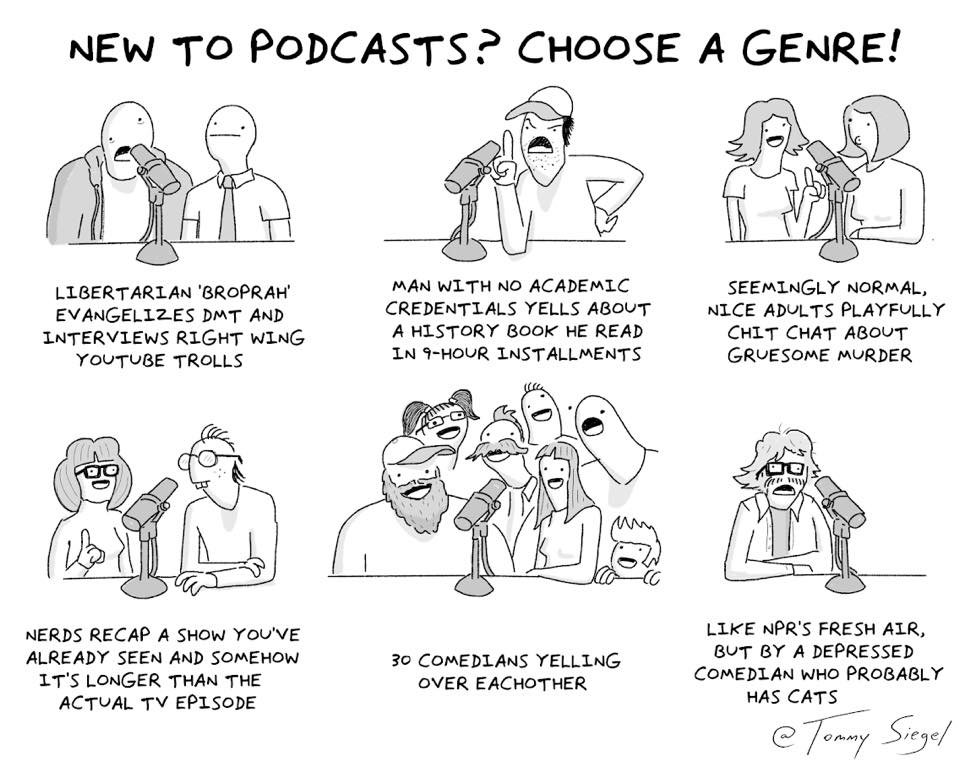 NEW TO PODCASTS? CHOOSE A GENRE!
LIBERTARIAN 'BROPRAH'
EVANGELIZES DMT AND
INTERVIEWS RIGHT WING
YOUTUBE TROLLS
MAN WITH NO ACADEMIC
CREDENTIALS YELLS ABOUT
A HISTORY BOOK HE READ
IN 9-HOUR INSTALLMENTS
SEEMINGLY NORMAL,
NICE ADULTS PLAYFULLY
CHIT CHAT ABOUT
GRUESOME MURDER
NERDS RECAP A SHOW YOU'VE
ALREADY SEEN AND SOMEHOW
IT'S LONGER THAN THE
ACTUAL TV EPISODE
30 COMEDIANS YELLING
OVER EACHOTHER
LIKE NPR'S FRESH AIR,
BUT BY A DEPRESSED
COMEDIAN WHO PROBABLY
HAS CATS
@Tommy Siegel